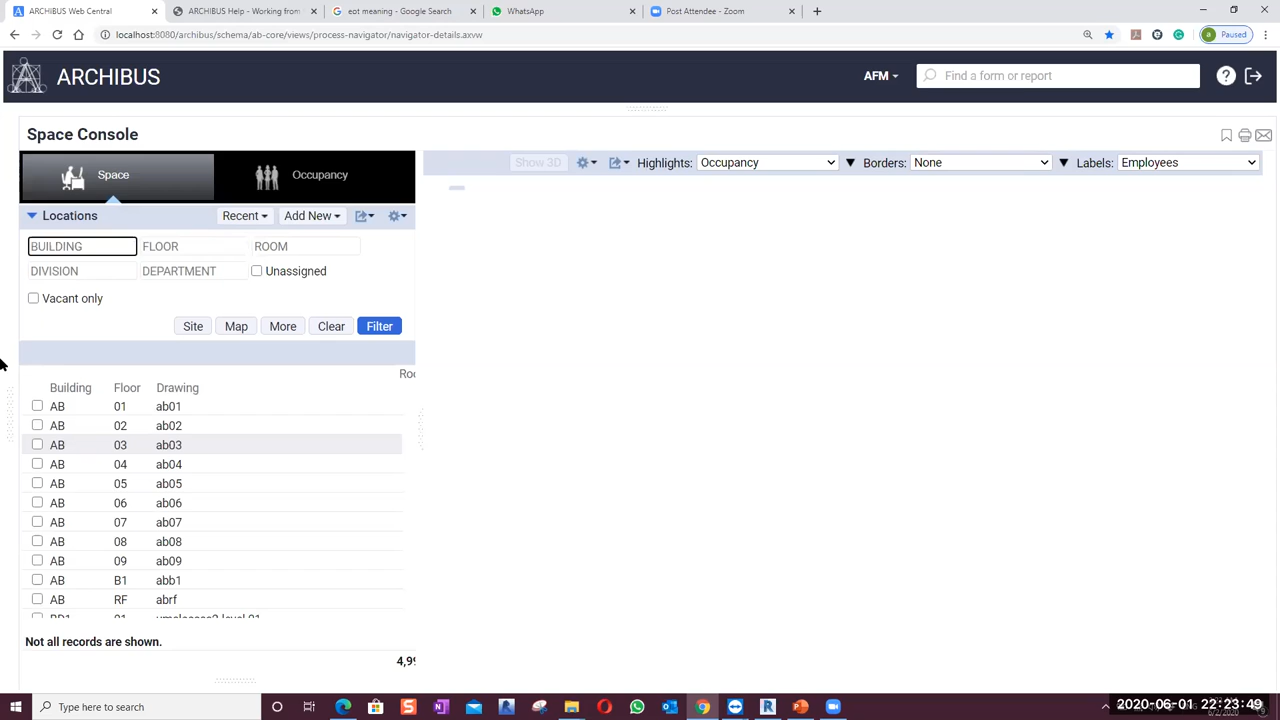 ARCHIBUS Web Central
ARCHIBUS Help - Working from
eot meaning - Google Search
WhatsApp
Post Attendee - Zoom
localhost:8080/archibus/schema/ab-core/views/process-navigator/navigator-details.axvw
a Paused
ARCHIBUS
AFM
Find a form or report
Space Console
Space
Occupancy
Show 3D
Highlights: Occupancy
Borders: None
Labels: Employees
Locations
Recent
Add New
BUILDING FLOOR ROOM
DIVISION DEPARTMENT Unassigned
Vacant only
Site Map More Clear Filter
Roo
Building Floor Drawing
AB 01 ab01
AB 02 ab02
AB 03 ab03
AB 04 ab04
AB 05 ab05
AB 06 ab06
AB 07 ab07
AB 08 ab08
AB 09 ab09
AB B1 abb1
AB RF abrf
Not all records are shown.
4,99
Type here to search
2020-06-01 22:23:49
6/2/2020